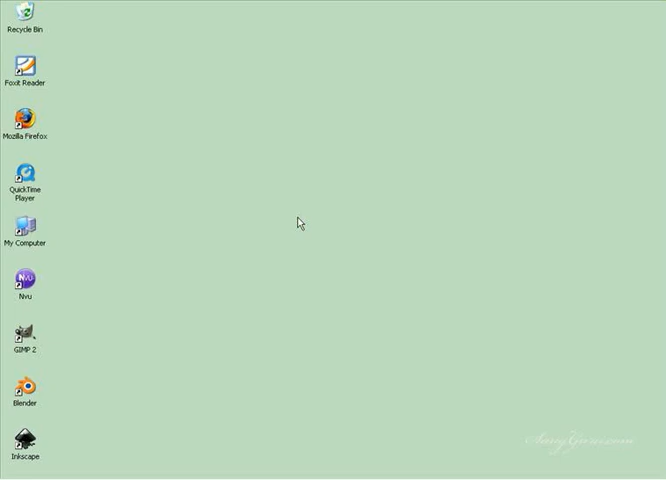 Recycle Bin
Foxit Reader
Mozilla Firefox
QuickTime
Player
My Computer
Nvu
GIMP 2
Blender
Inkscape